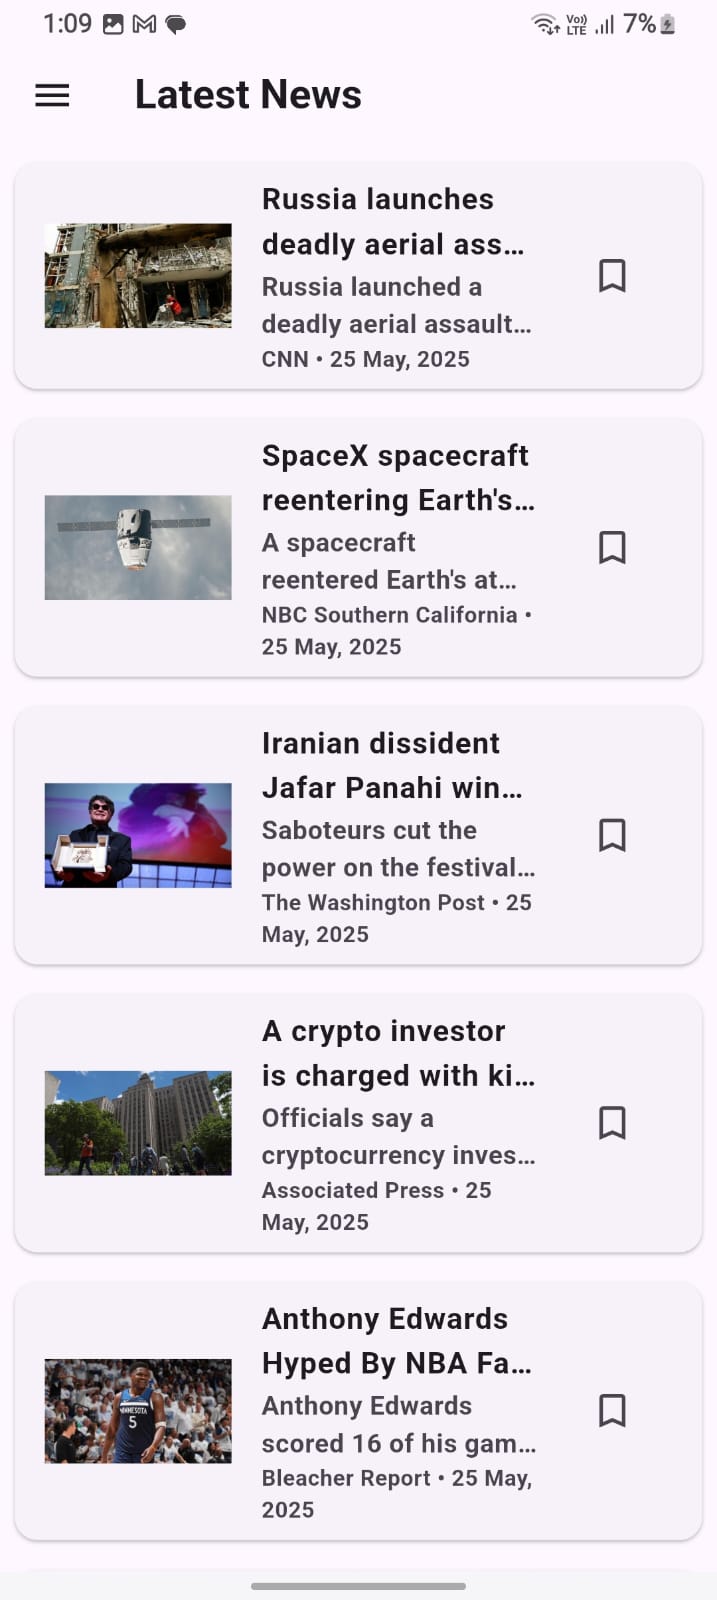 1:09
Vo))
LTE
7%
Latest News
Russia launches
deadly aerial ass...
Russia launched a
deadly aerial assault...
CNN • 25 May, 2025
SpaceX spacecraft
reentering Earth's...
A spacecraft
reentered Earth's at...
NBC Southern California •
25 May, 2025
Iranian dissident
Jafar Panahi win...
Saboteurs cut the
power on the festival...
The Washington Post • 25
May, 2025
A crypto investor
is charged with ki...
Officials say a
cryptocurrency inves...
Associated Press • 25
May, 2025
MINNESOTA
5
Anthony Edwards
Hyped By NBA Fa...
Anthony Edwards
scored 16 of his gam...
Bleacher Report • 25 May,
2025